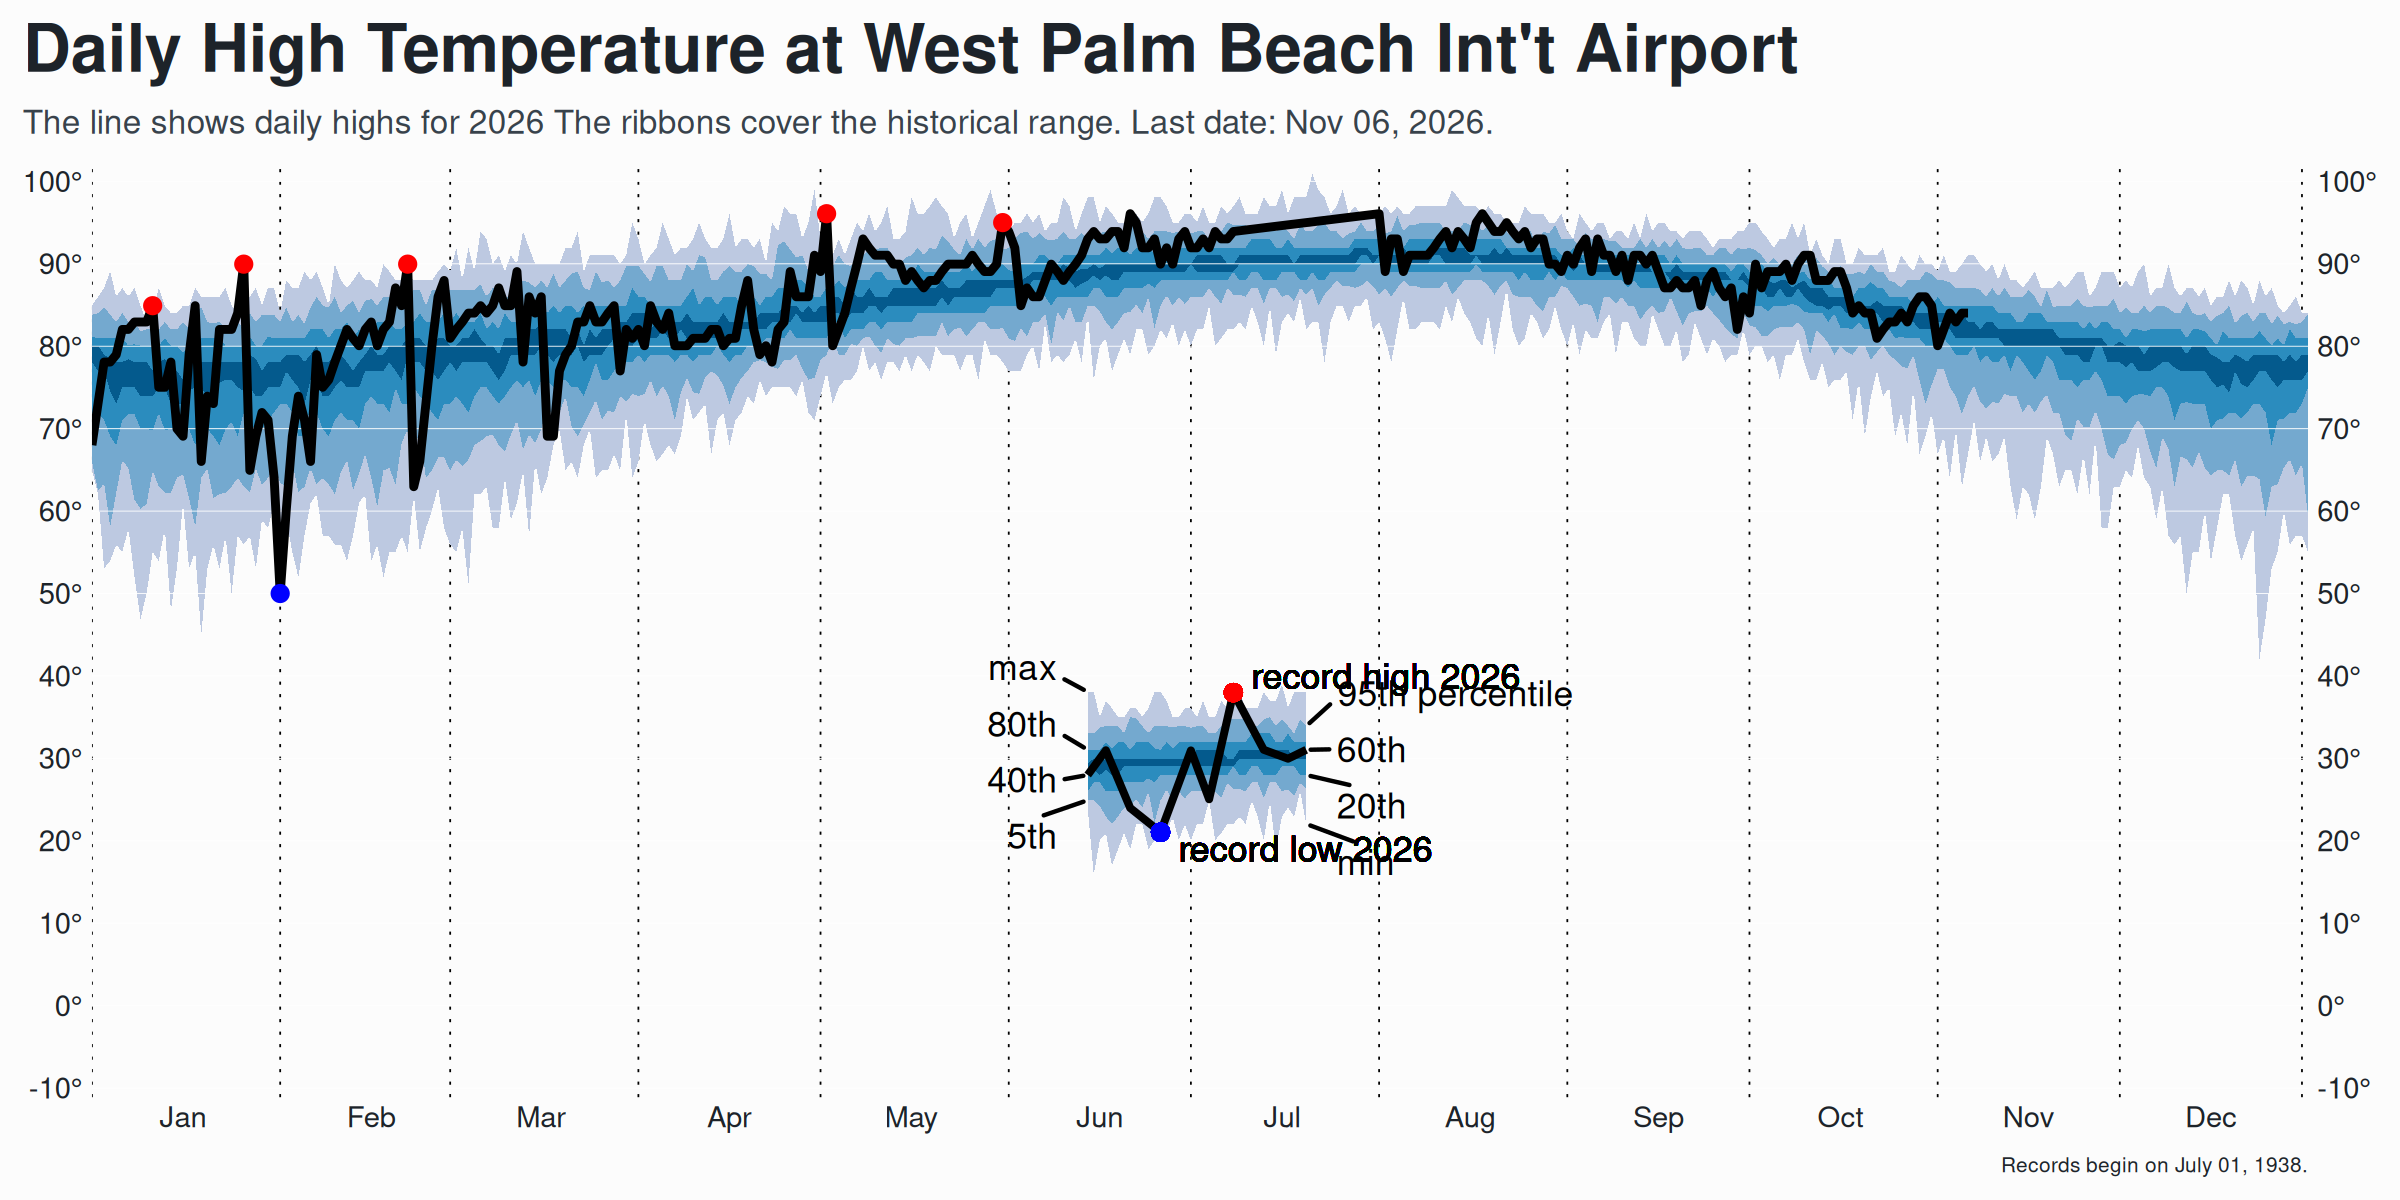 Daily High Temperature at West Palm Beach Int't Airport
The line shows daily highs for 2026 The ribbons cover the historical range. Last date: Nov 06, 2026.
100° 100°
90° 90°
80° 80°
70° 70°
60° 60°
50° 50°
40° 40°
30° 30°
20° 20°
10° 10°
0° 0°
-10° -10°
max
80th
40th
5th
record high 2026
95th percentile
60th
20th
record low 2026
min
Jan Feb Mar Apr May Jun Jul Aug Sep Oct Nov Dec
Records begin on July 01, 1938.